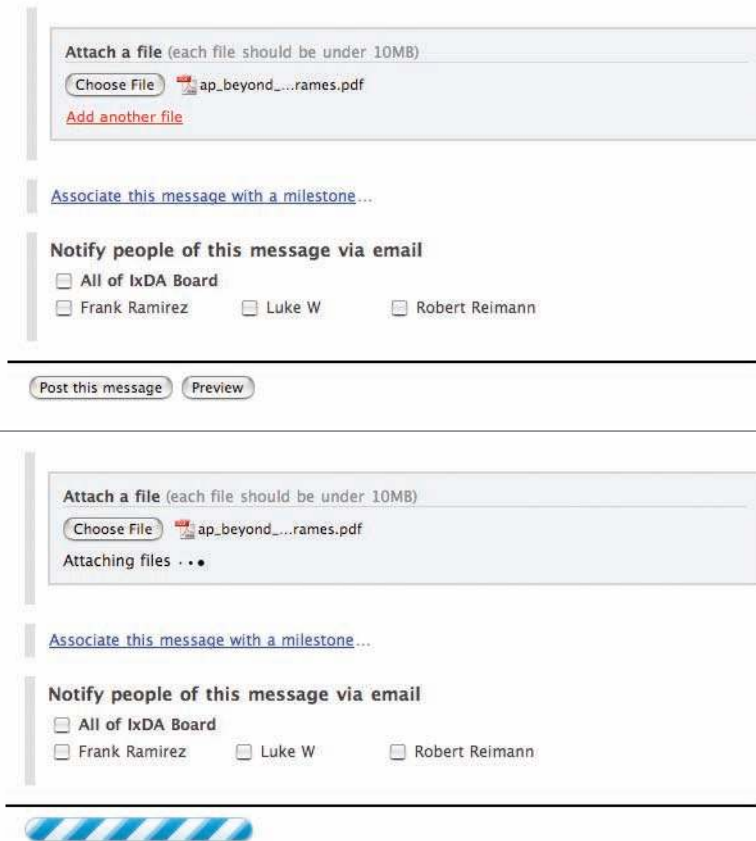 Attach a file (each file should be under 10MB)
Choose File ap_beyond_...rames.pdf
Add another file
Associate this message with a milestone...
Notify people of this message via email
All of IxDA Board
Frank Ramirez Luke W Robert Reimann
Post this message Preview
Attach a file (each file should be under 10MB)
Choose File ap_beyond_...rames.pdf
Attaching files
Associate this message with a milestone...
Notify people of this message via email
All of IxDA Board
Frank Ramirez Luke W Robert Reimann